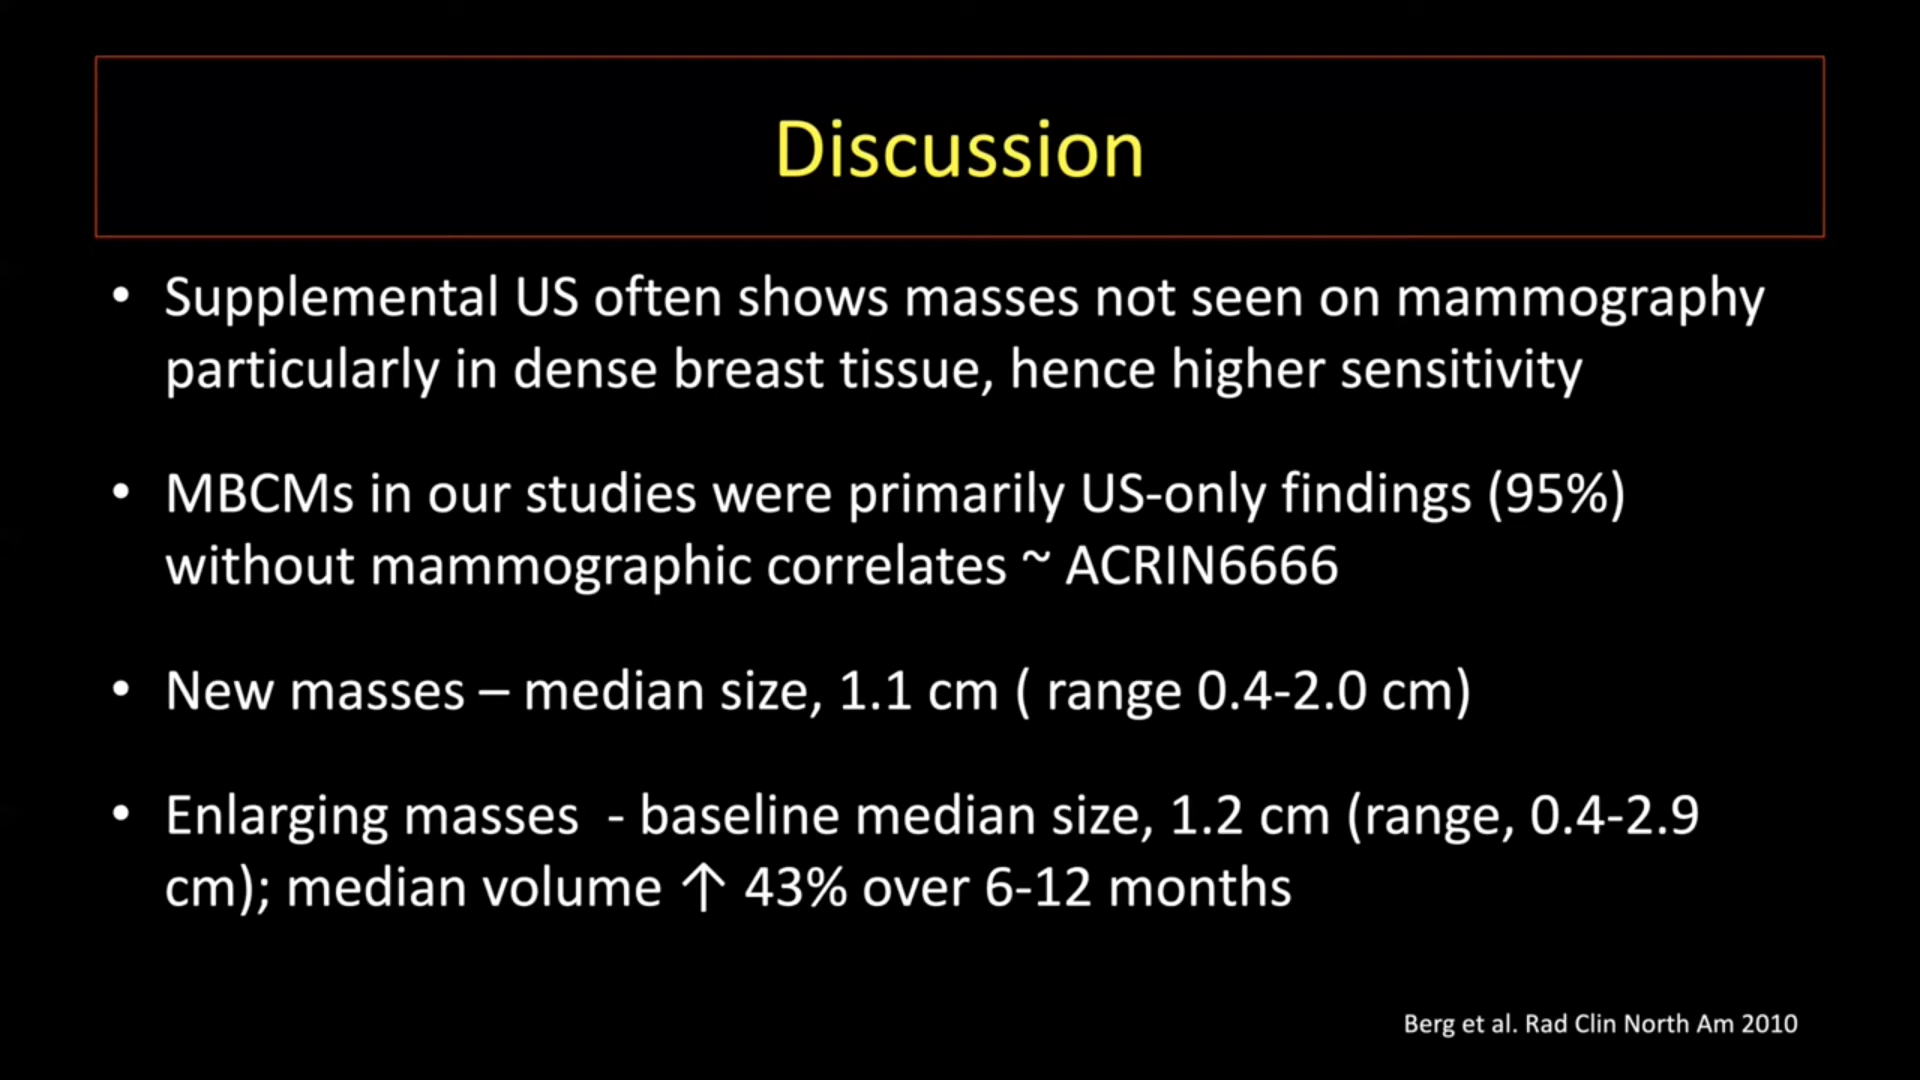 Discussion
• Supplemental US often shows masses not seen on mammography
particularly in dense breast tissue, hence higher sensitivity
• MBCMs in our studies were primarily US-only findings (95%)
without mammographic correlates ~ ACRIN6666
• New masses – median size, 1.1 cm ( range 0.4-2.0 cm)
• Enlarging masses  - baseline median size, 1.2 cm (range, 0.4-2.9
cm); median volume ↑ 43% over 6-12 months
Berg et al. Rad Clin North Am 2010